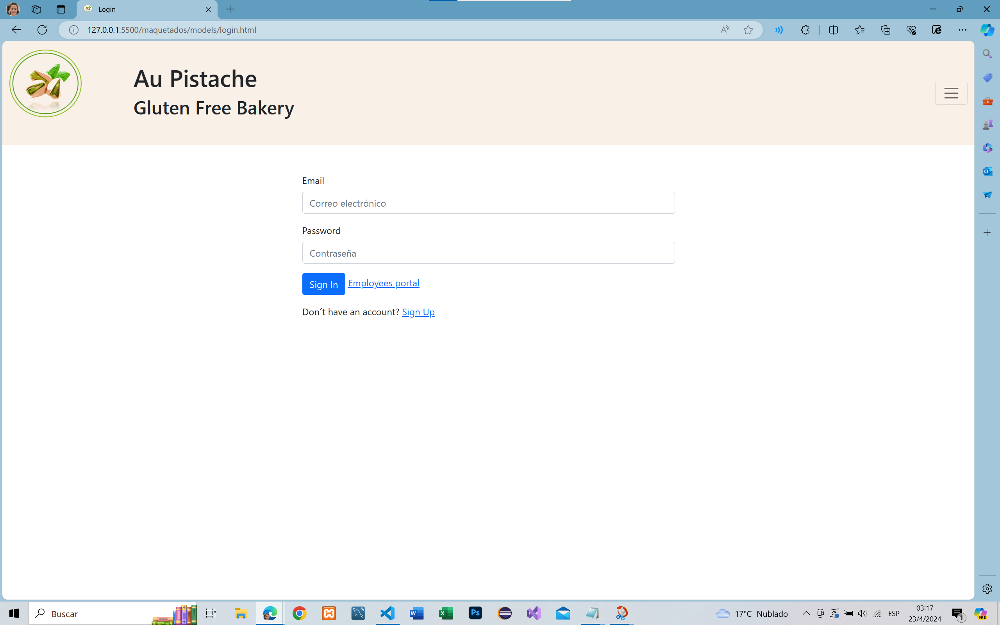 Login
127.0.0.1:5500/maquetados/models/login.html
Au Pistache
Gluten Free Bakery
Email
Correo electrónico
Password
Contraseña
Sign In Employees portal
Don´t have an account? Sign Up
Buscar
17°C Nublado
ESP
03:17
23/4/2024
1
PRE